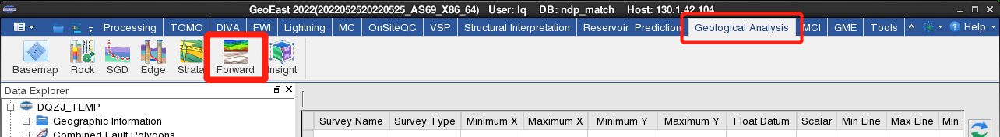 GeoEast 2022(2022052520220525_AS69_X86_64) User: lq DB: ndp_match Host: 130.1.42.104
Processing TOMO DIVA FWI Lightning MC OnSiteQC VSP Structural Interpretation Reservoir Prediction Geological Analysis MCI GME Tools Help
Basemap Rock SGD Edge Strata Forward Insight
Data Explorer
DQZJ_TEMP
Survey Name Survey Type Minimum X Maximum X Minimum Y Maximum Y Float Datum Scalar Min Line Max Line Min
Geographic Information
Combined Fault Polygons